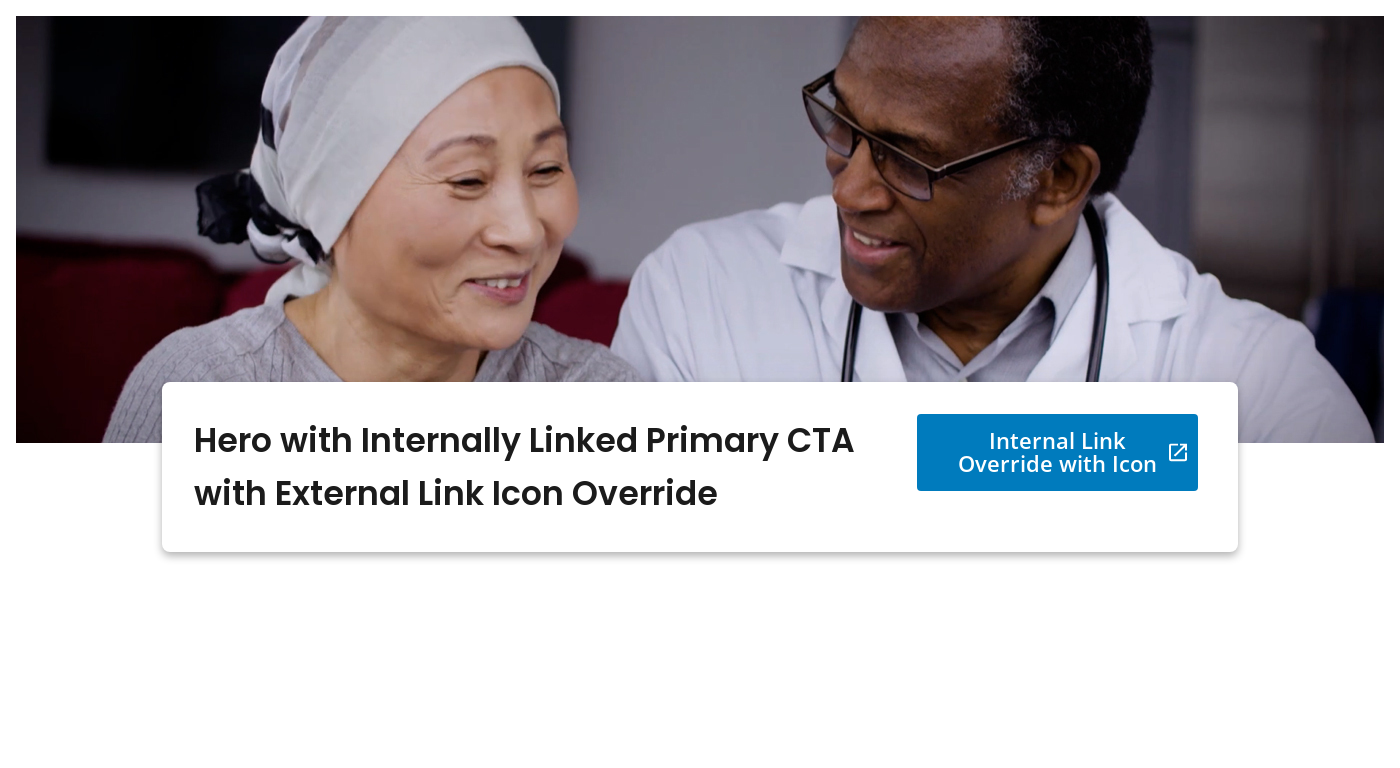 Hero with Internally Linked Primary CTA
with External Link Icon Override
Internal Link
Override with Icon